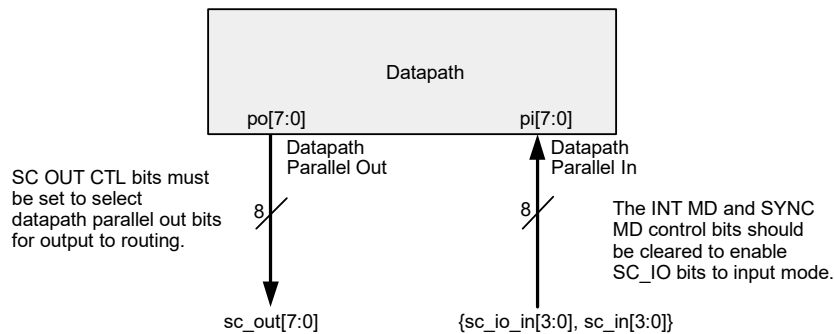 Datapath
po[7:0]
pi[7:0]
Datapath
Parallel Out
Datapath
Parallel In
SC OUT CTL bits must
be set to select
datapath parallel out bits
for output to routing.
8
8
The INT MD and SYNC
MD control bits should
be cleared to enable
SC_IO bits to input mode.
sc_out[7:0]
{sc_io_in[3:0], sc_in[3:0]}